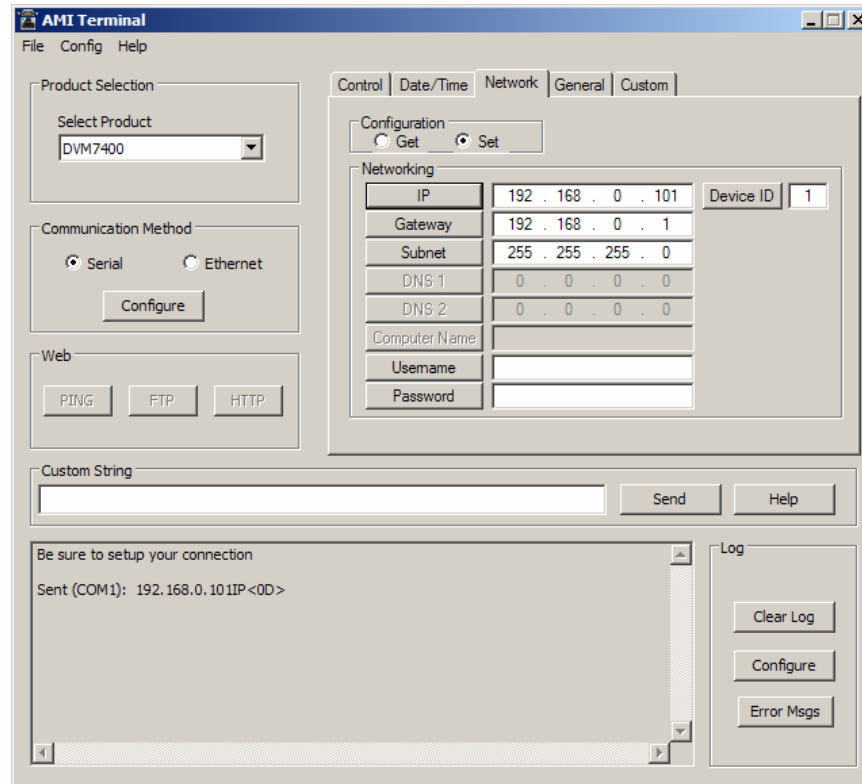 AMI Terminal
File Config Help
Product Selection
Select Product
DVM7400
Communication Method
Serial Ethernet
Configure
Web
PING FTP HTTP
Control Date/Time Network General Custom
Configuration
Get Set
Networking
IP 192 . 168 . 0 . 101 Device ID 1
Gateway 192 . 168 . 0 . 1
Subnet 255 . 255 . 255 . 0
DNS 1 0 . 0 . 0 . 0
DNS 2 0 . 0 . 0 . 0
Computer Name
Username
Password
Custom String
Send Help
Be sure to setup your connection
Sent (COM1): 192.168.0.101IP<0D>
Log
Clear Log
Configure
Error Msgs